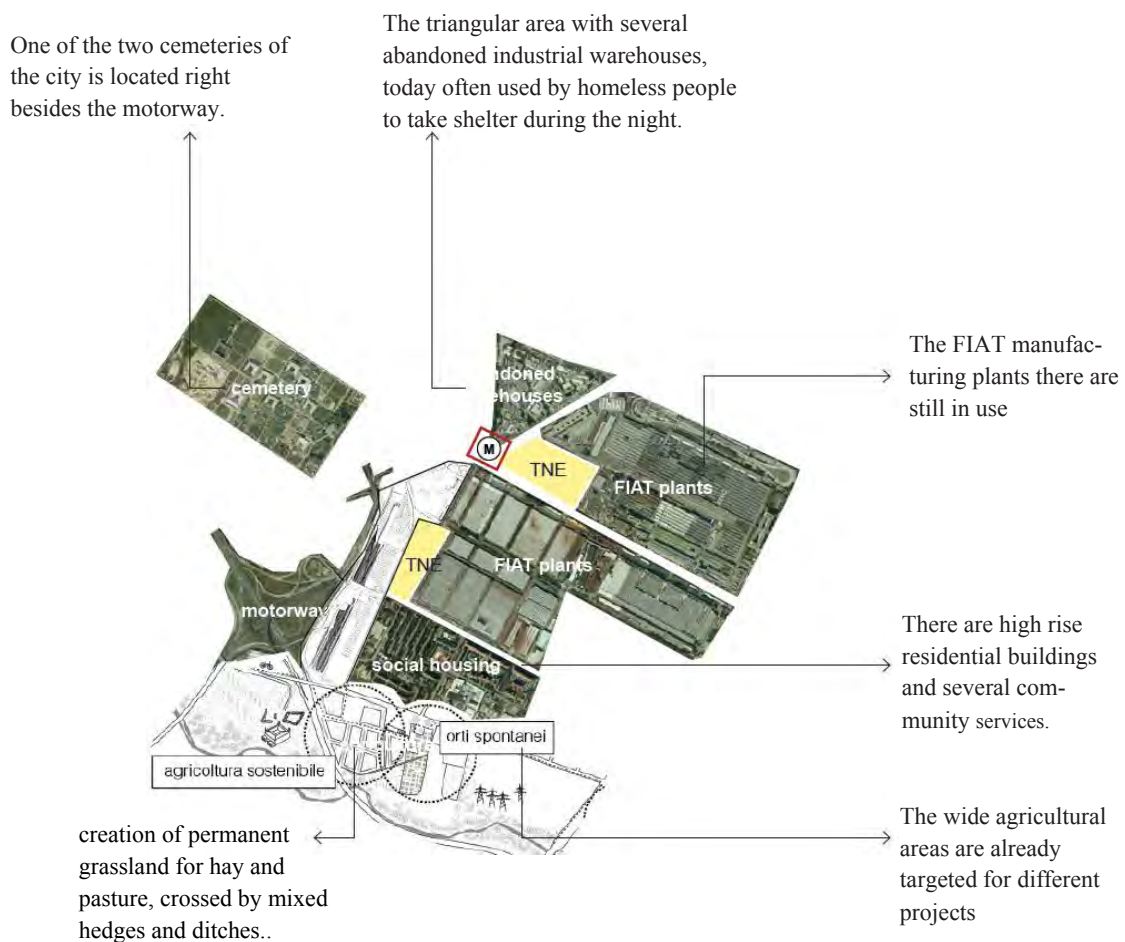 One of the two cemeteries of
the city is located right
besides the motorway.
The triangular area with several
abandoned industrial warehouses,
today often used by homeless people
to take shelter during the night.
cemetery
ndoned
ehouses
The FIAT manufac-
turing plants there are
still in use
M
TNE
FIAT plants
TNE
FIAT plants
motorway
social housing
There are high rise
residential buildings
and several com-
munity services.
orti spontanei
agricoltura sostenibile
creation of permanent
grassland for hay and
pasture, crossed by mixed
hedges and ditches..
The wide agricultural
areas are already
targeted for different
projects